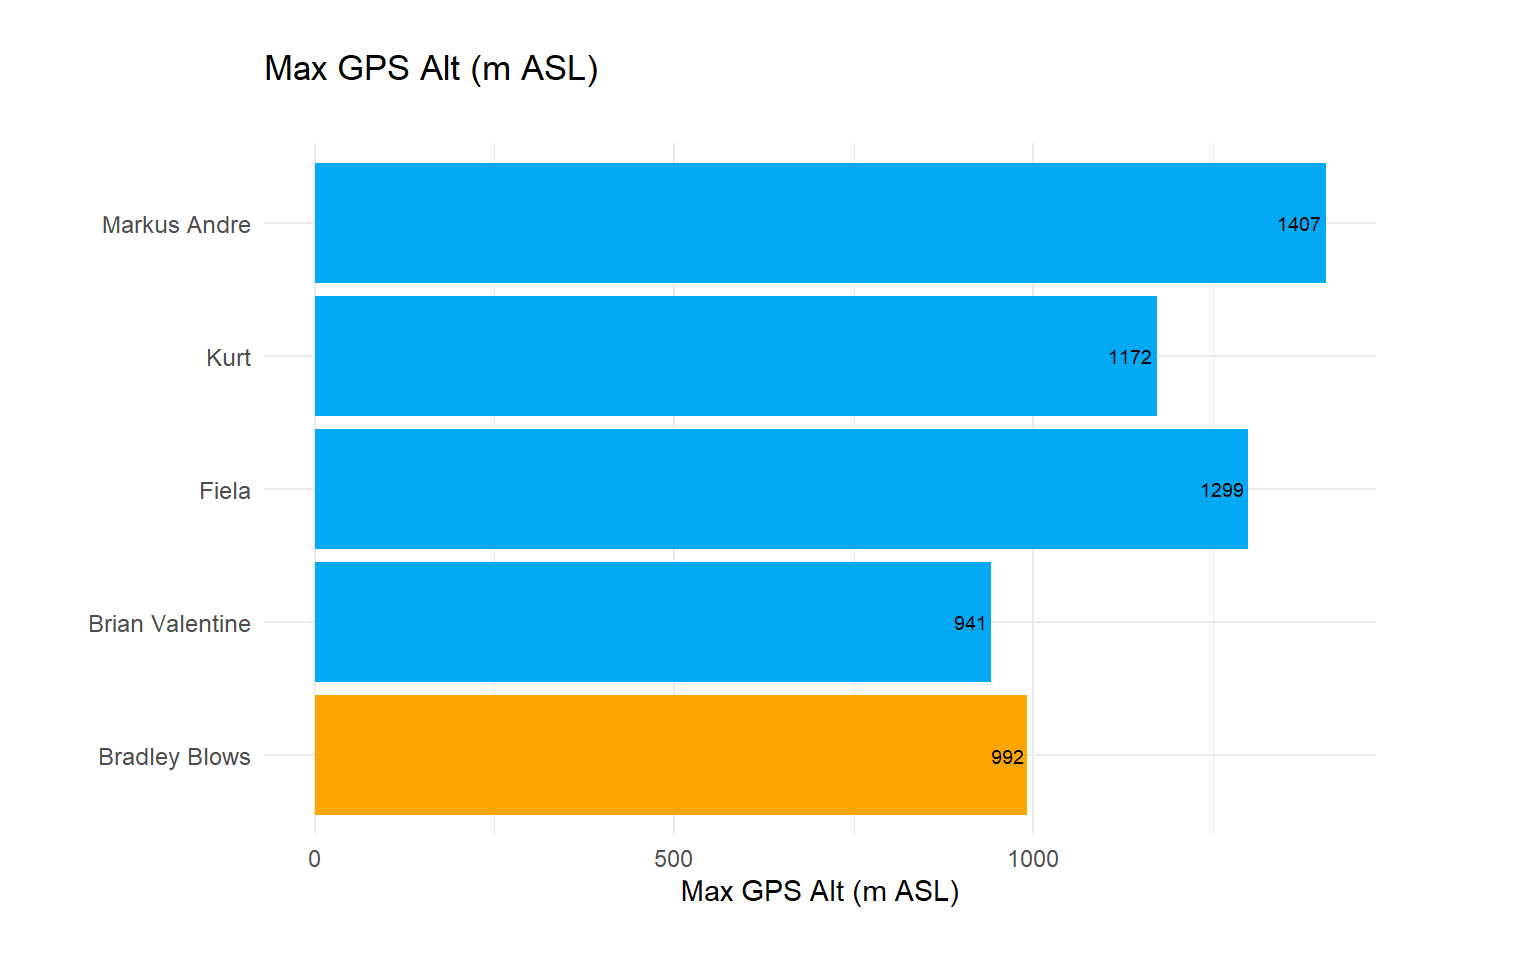 Max GPS Alt (m ASL)
Markus Andre
1407
Kurt
1172
Fiela
1299
Brian Valentine
941
Bradley Blows
992
0 500 1000
Max GPS Alt (m ASL)